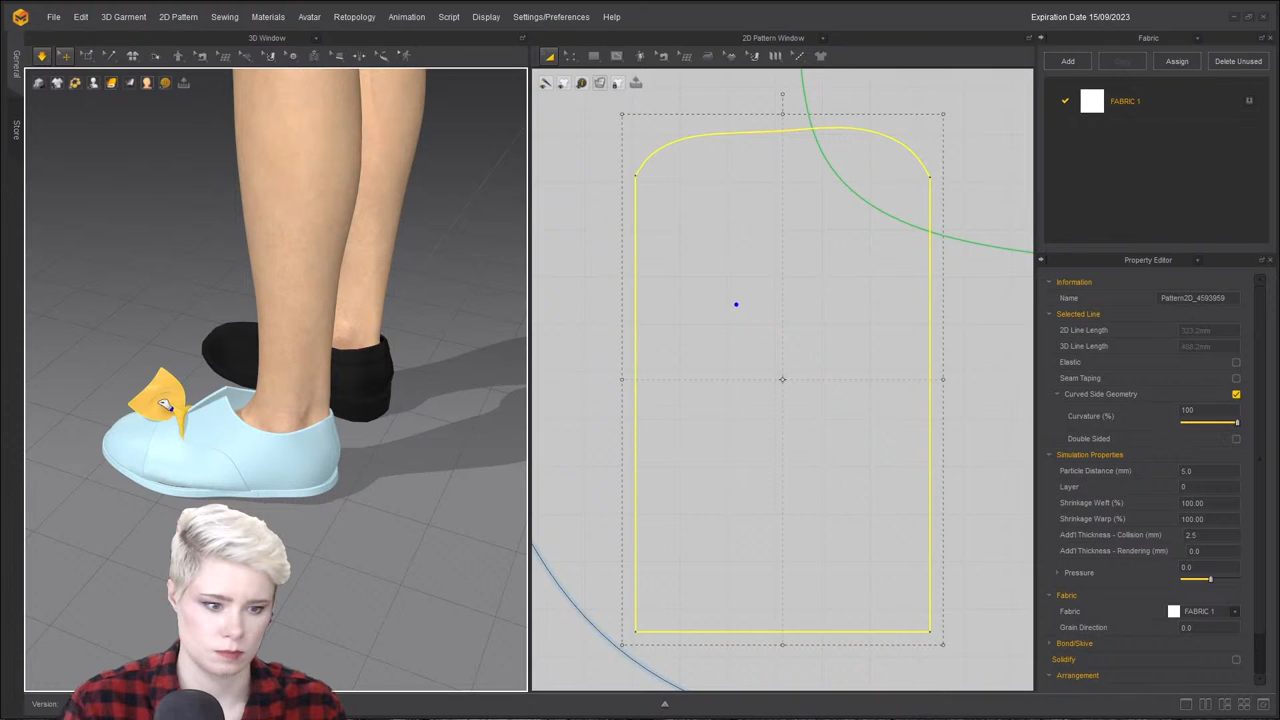 File Edit 3D Garment 2D Pattern Sewing Materials Avatar Retopology Animation Script Display Settings/Preferences Help Expiration Date 15/09/2023
3D Window 2D Pattern Window Fabric
General
Store
Add Assign Delete Unused
FABRIC 1
Property Editor
Information
Name Pattern2D_4593959
Selected Line
2D Line Length 323.2mm
Elastic
Seam Taping
Curved Side Geometry
Curvature (%) 100
Double Sided
Simulation Properties
Particle Distance (mm) 5.0
Layer 0
Shrinkage Weft (%) 100.00
Shrinkage Warp (%) 100.00
Add'l Thickness - Collision (mm) 2.5
Add'l Thickness - Rendering (mm) 0.0
Pressure 0.0
Fabric
Fabric FABRIC 1
Grain Direction 0.0
Bond/Skive
Solidify
Arrangement
Version: